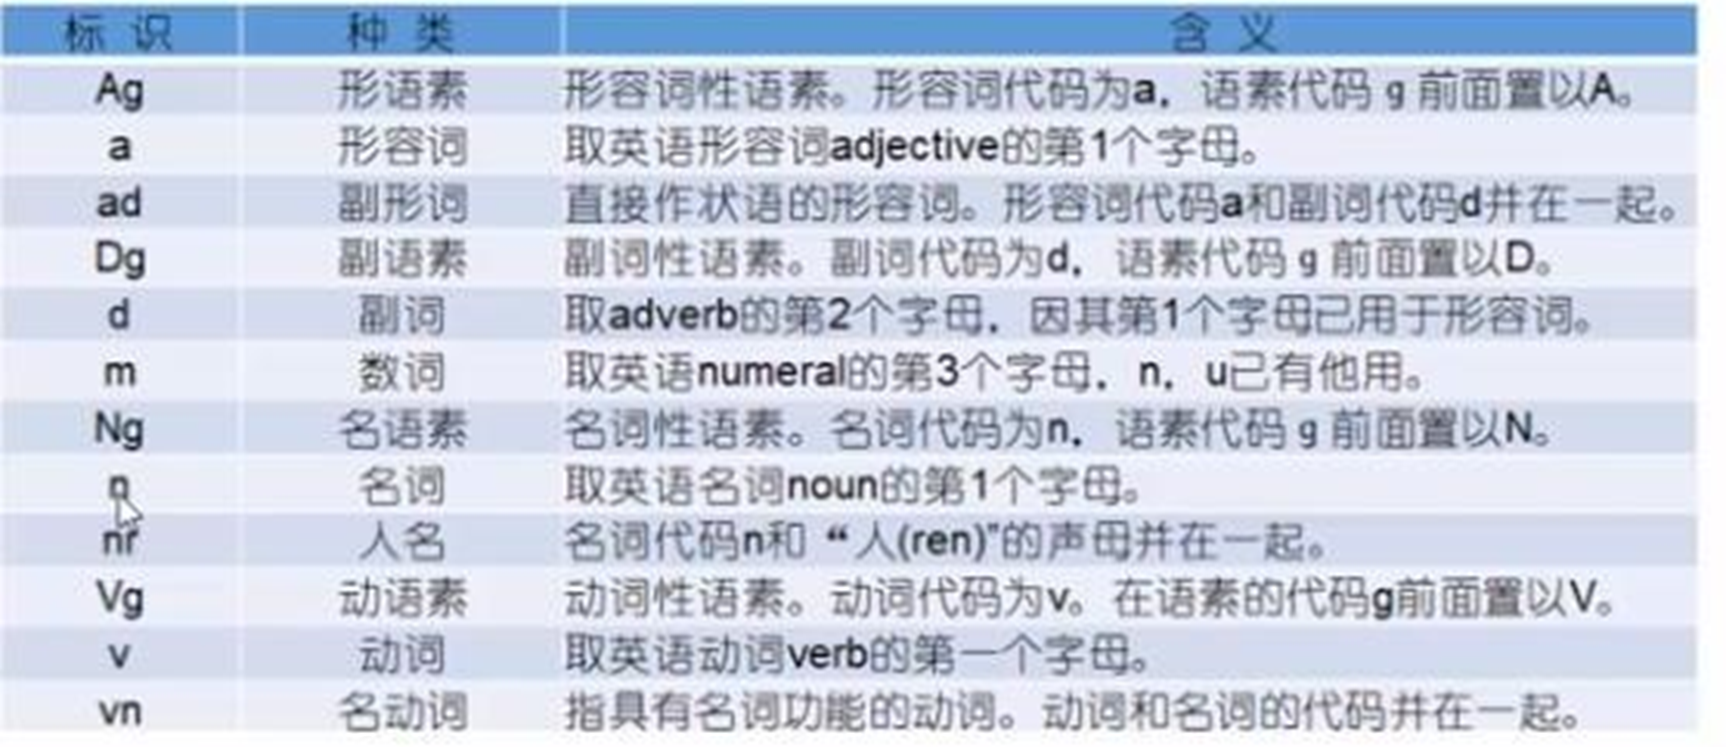 标 识 种 类 含 义
Ag 形语素 形容词性语素。形容词代码为a，语素代码 g 前面置以A。
a 形容词 取英语形容词adjective的第1个字母。
ad 副形词 直接作状语的形容词。形容词代码a和副词代码d并在一起。
Dg 副语素 副词性语素。副词代码为d，语素代码 g 前面置以D。
d 副词 取adverb的第2个字母，因其第1个字母已用于形容词。
m 数词 取英语numeral的第3个字母，n，u已有他用。
Ng 名语素 名词性语素。名词代码为n，语素代码 g 前面置以N。
n 名词 取英语名词noun的第1个字母。
nr 人名 名词代码n和“人(ren)”的声母并在一起。
Vg 动语素 动词性语素。动词代码为v。在语素的代码g前面置以V。
v 动词 取英语动词verb的第一个字母。
vn 名动词 指具有名词功能的动词。动词和名词的代码并在一起。